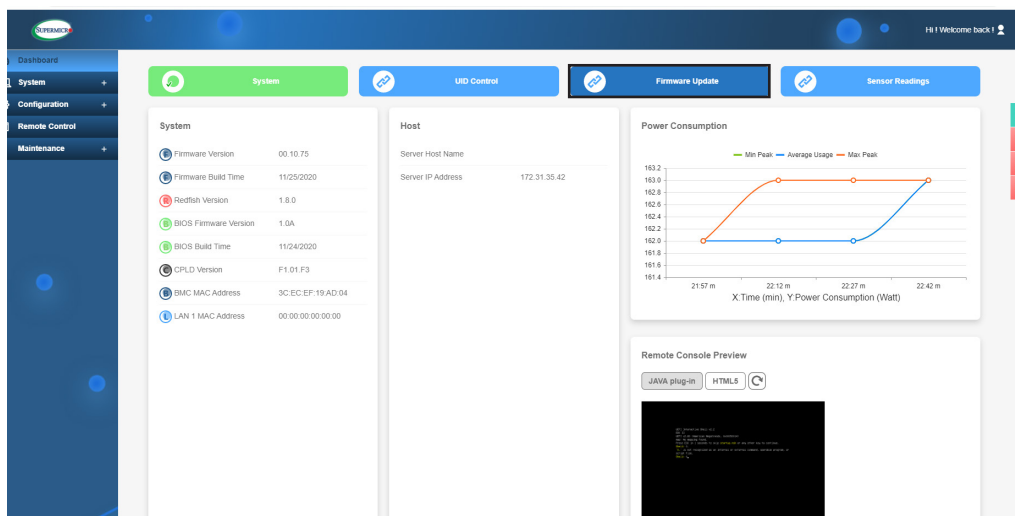 SUPERMICR
Hi ! Welcome back !
Dashboard
System +
Configuration +
Remote Control
Maintenance +
System
UID Control
Firmware Update
Sensor Readings
System
Firmware Version 00.10.75
Firmware Build Time 11/25/2020
Redfish Version 1.8.0
BIOS Firmware Version 1.0A
BIOS Build Time 11/24/2020
CPLD Version F1.01.F3
BMC MAC Address 3C:EC:EF:19:AD:04
LAN 1 MAC Address 00:00:00:00:00:00
Host
Server Host Name
Server IP Address 172.31.35.42
Power Consumption
Min Peak Average Usage Max Peak
163.2
163.0
162.8
162.6
162.4
162.2
162.0
161.8
161.6
161.4
21:57 m 22:12 m 22:27 m 22:42 m
X:Time (min), Y:Power Consumption (Watt)
Remote Console Preview
JAVA plug-in HTML5